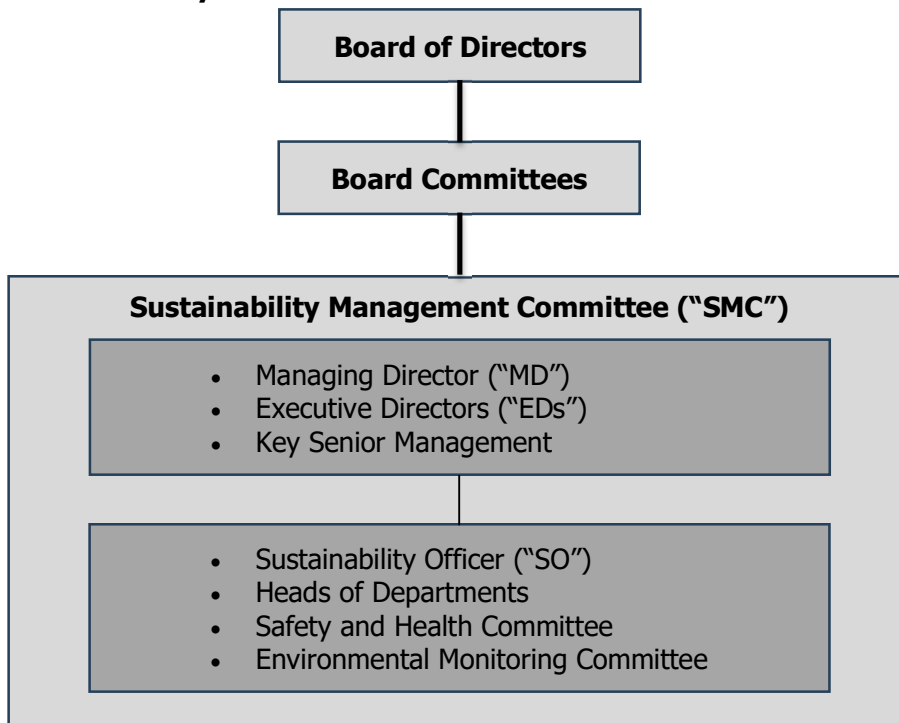 Board of Directors
Board Committees
Sustainability Management Committee (“SMC”)
• Managing Director (“MD”)
• Executive Directors (“EDs”)
• Key Senior Management
• Sustainability Officer (“SO”)
• Heads of Departments
• Safety and Health Committee
• Environmental Monitoring Committee